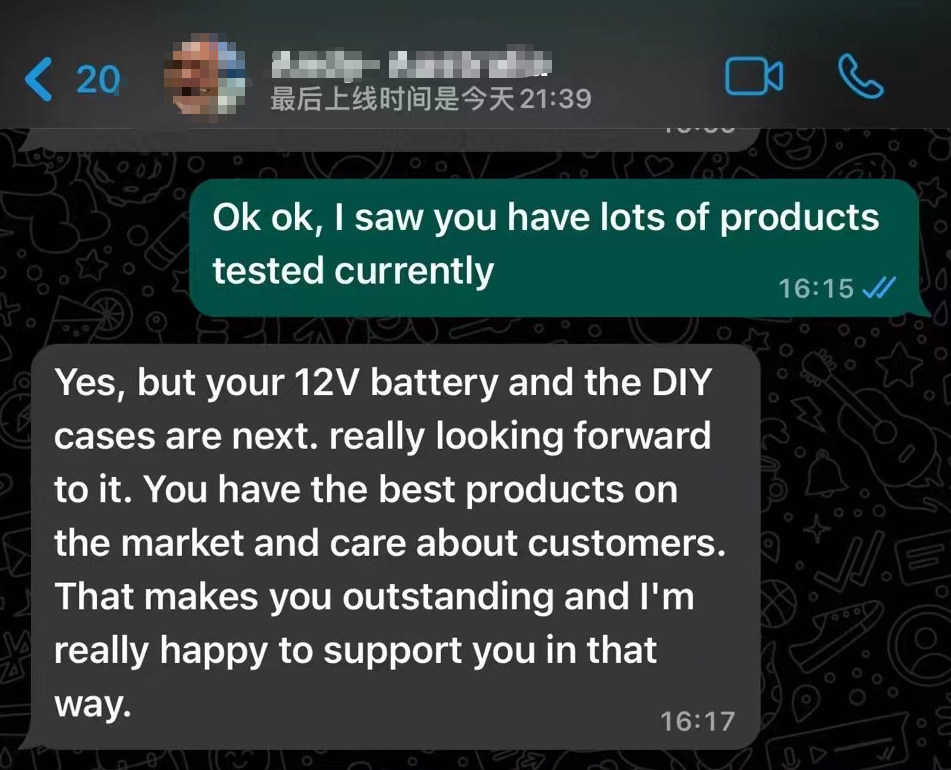 20
最后上线时间是今天21:39
Ok ok, I saw you have lots of products
tested currently
16:15
Yes, but your 12V battery and the DIY
cases are next. really looking forward
to it. You have the best products on
the market and care about customers.
That makes you outstanding and I'm
really happy to support you in that
way.
16:17